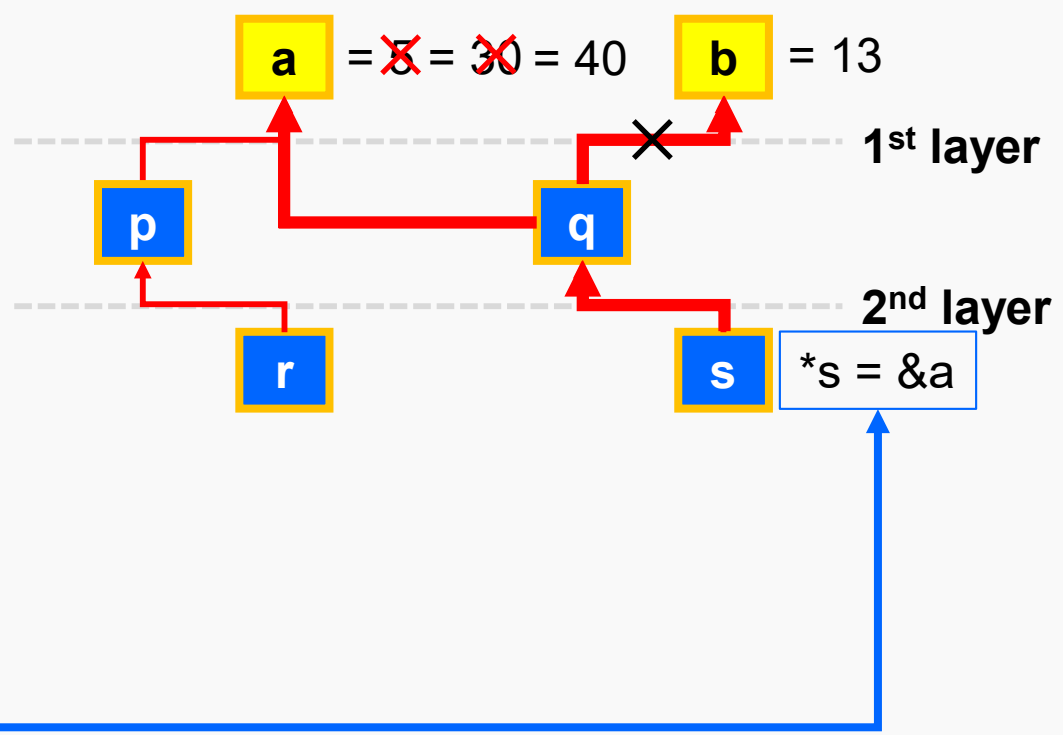 a = 5 = 30 = 40 b = 13
1st layer
p q
2nd layer
r s *s = &a